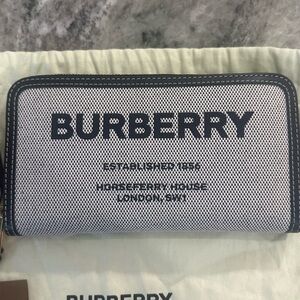 BURBERRY
ESTABLISHED 1856
HORSEFERRY HOUSE
LONDON, SW1
BURBERRY